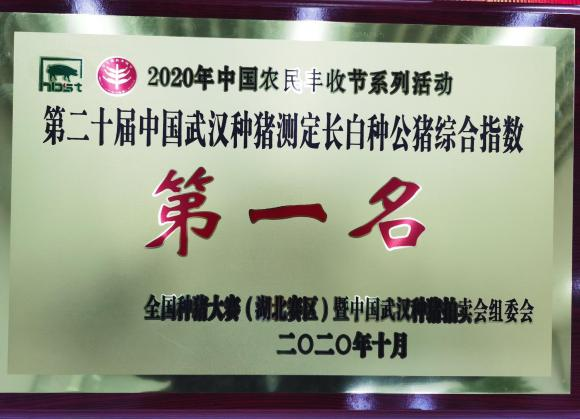 hbst 2020年中国农民丰收节系列活动
第二十届中国武汉种猪测定长白种公猪综合指数
第一名
全国种猪大赛（湖北赛区）暨中国武汉种猪拍卖会组委会
二〇二〇年十月